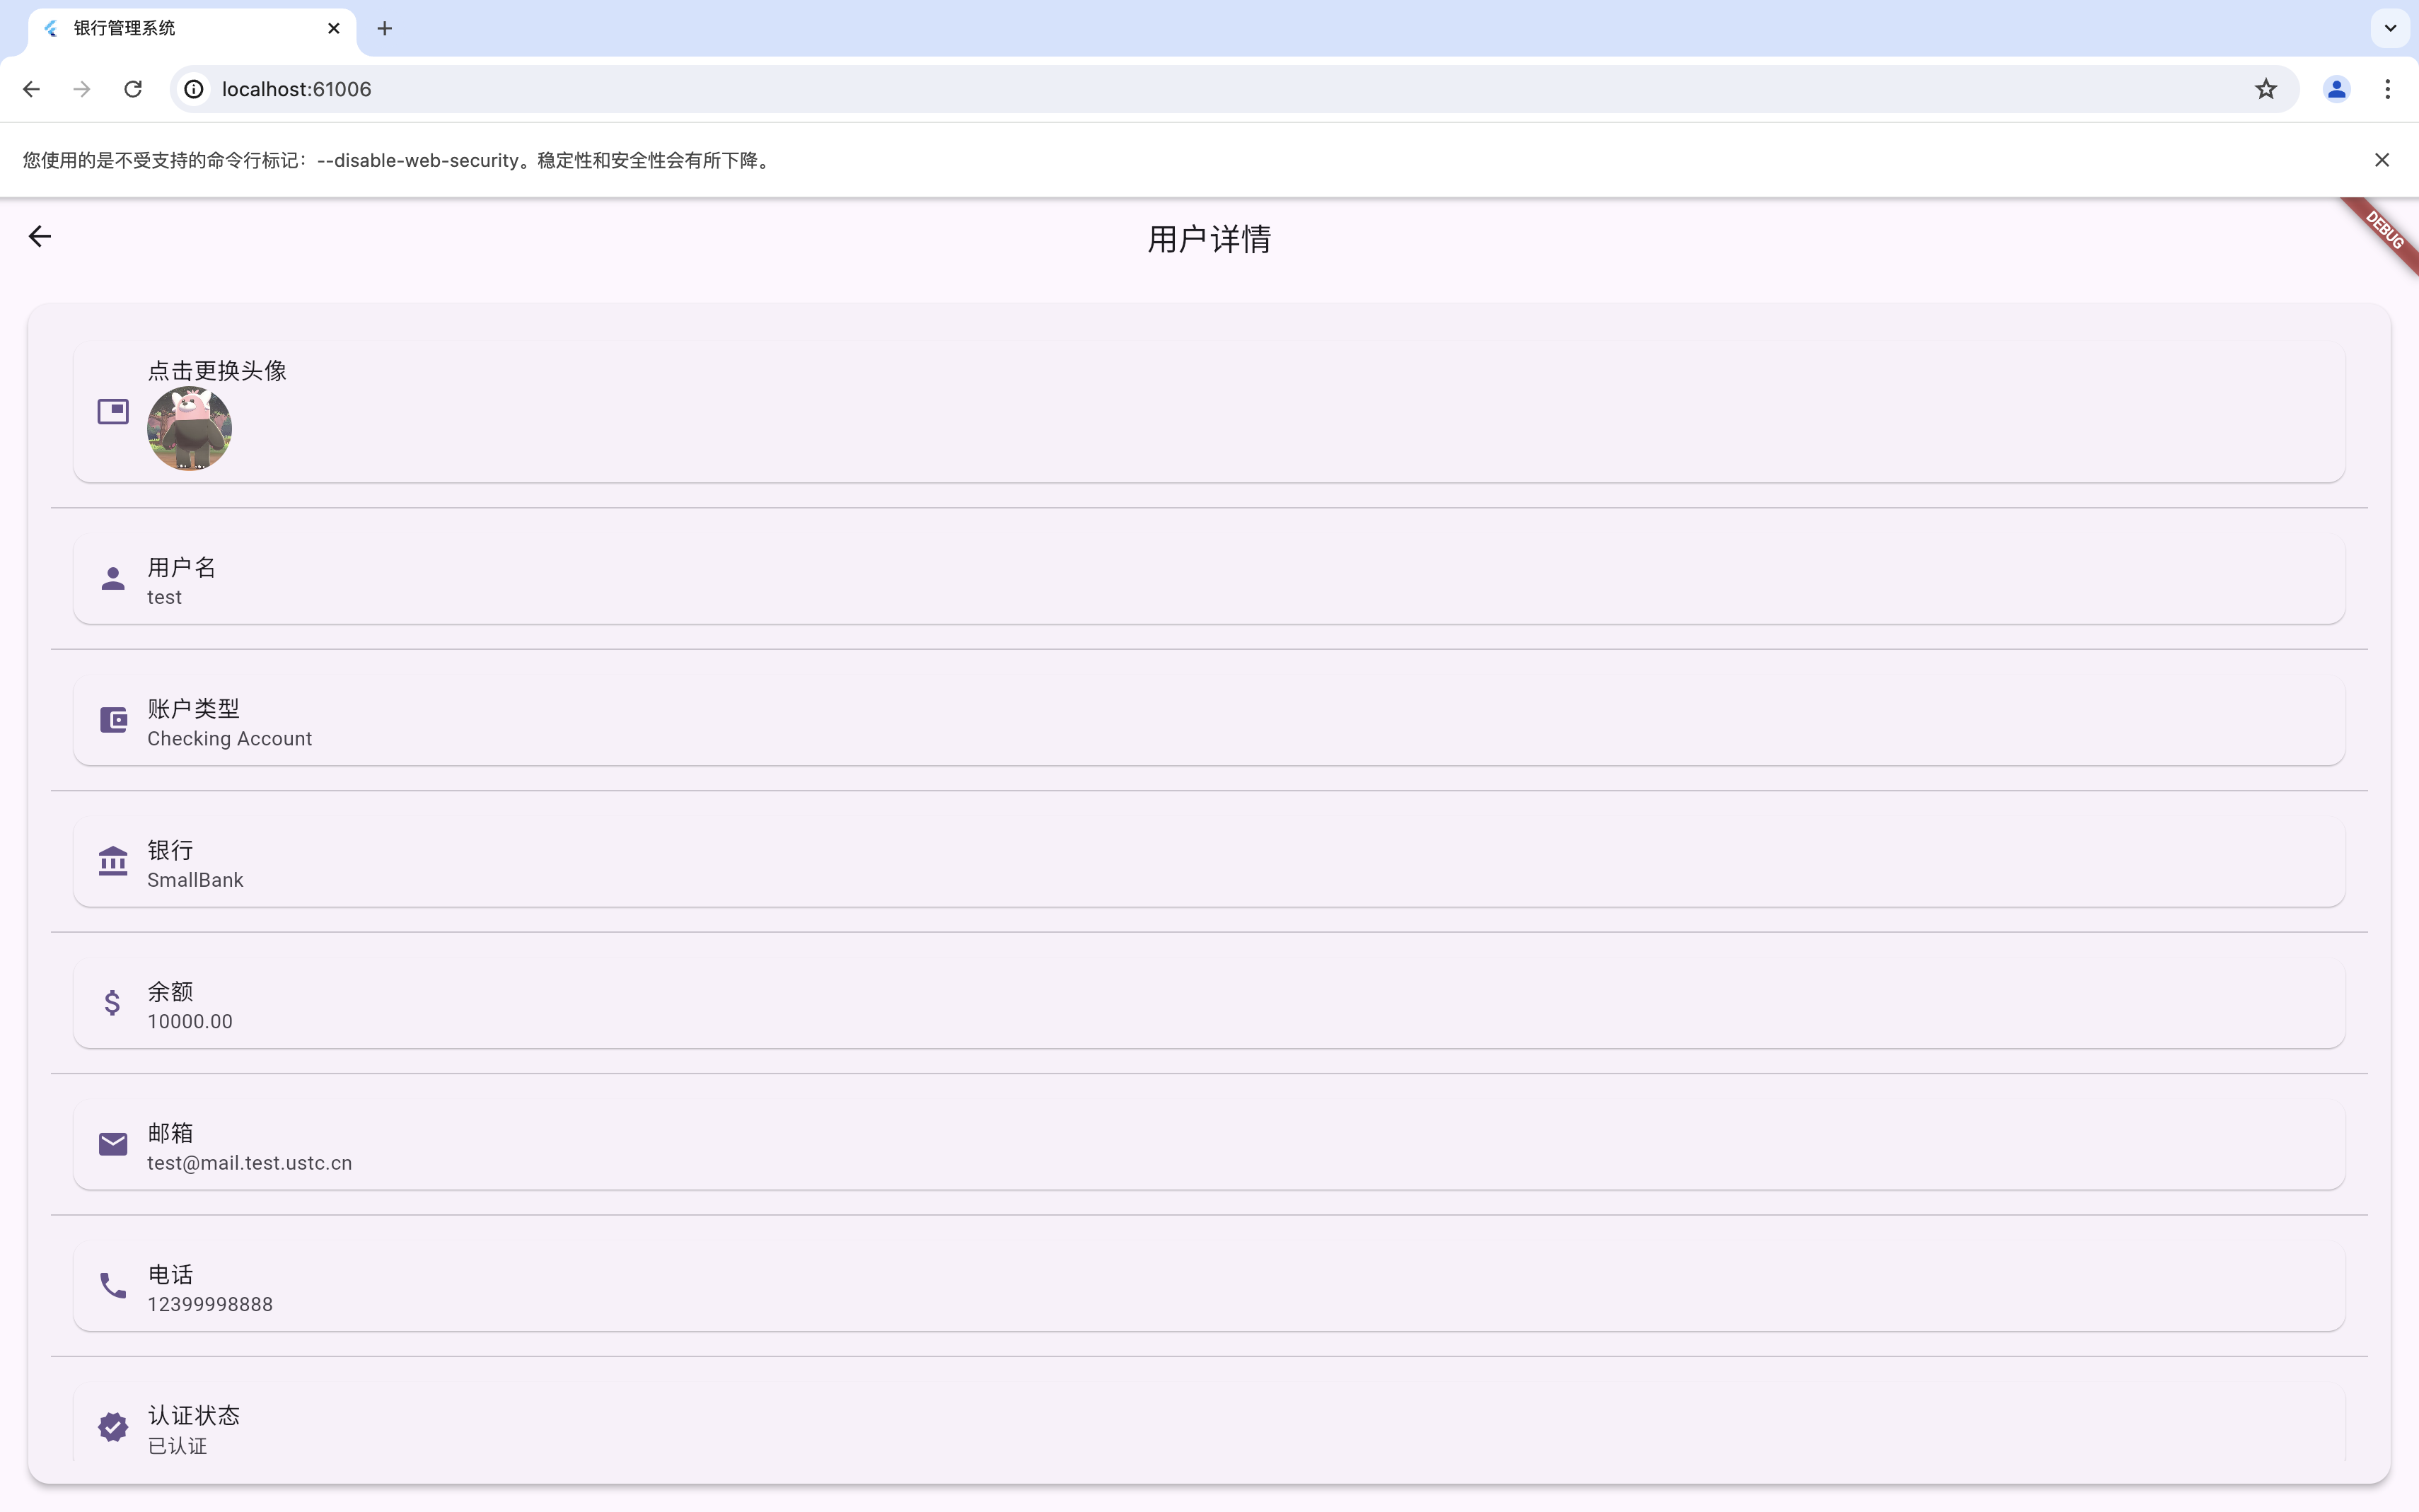 银行管理系统
localhost:61006
您使用的是不受支持的命令行标记：--disable-web-security。稳定性和安全性会有所下降。
用户详情
DEBUG
点击更换头像
用户名
test
账户类型
Checking Account
银行
SmallBank
余额
10000.00
邮箱
test@mail.test.ustc.cn
电话
12399998888
认证状态
已认证